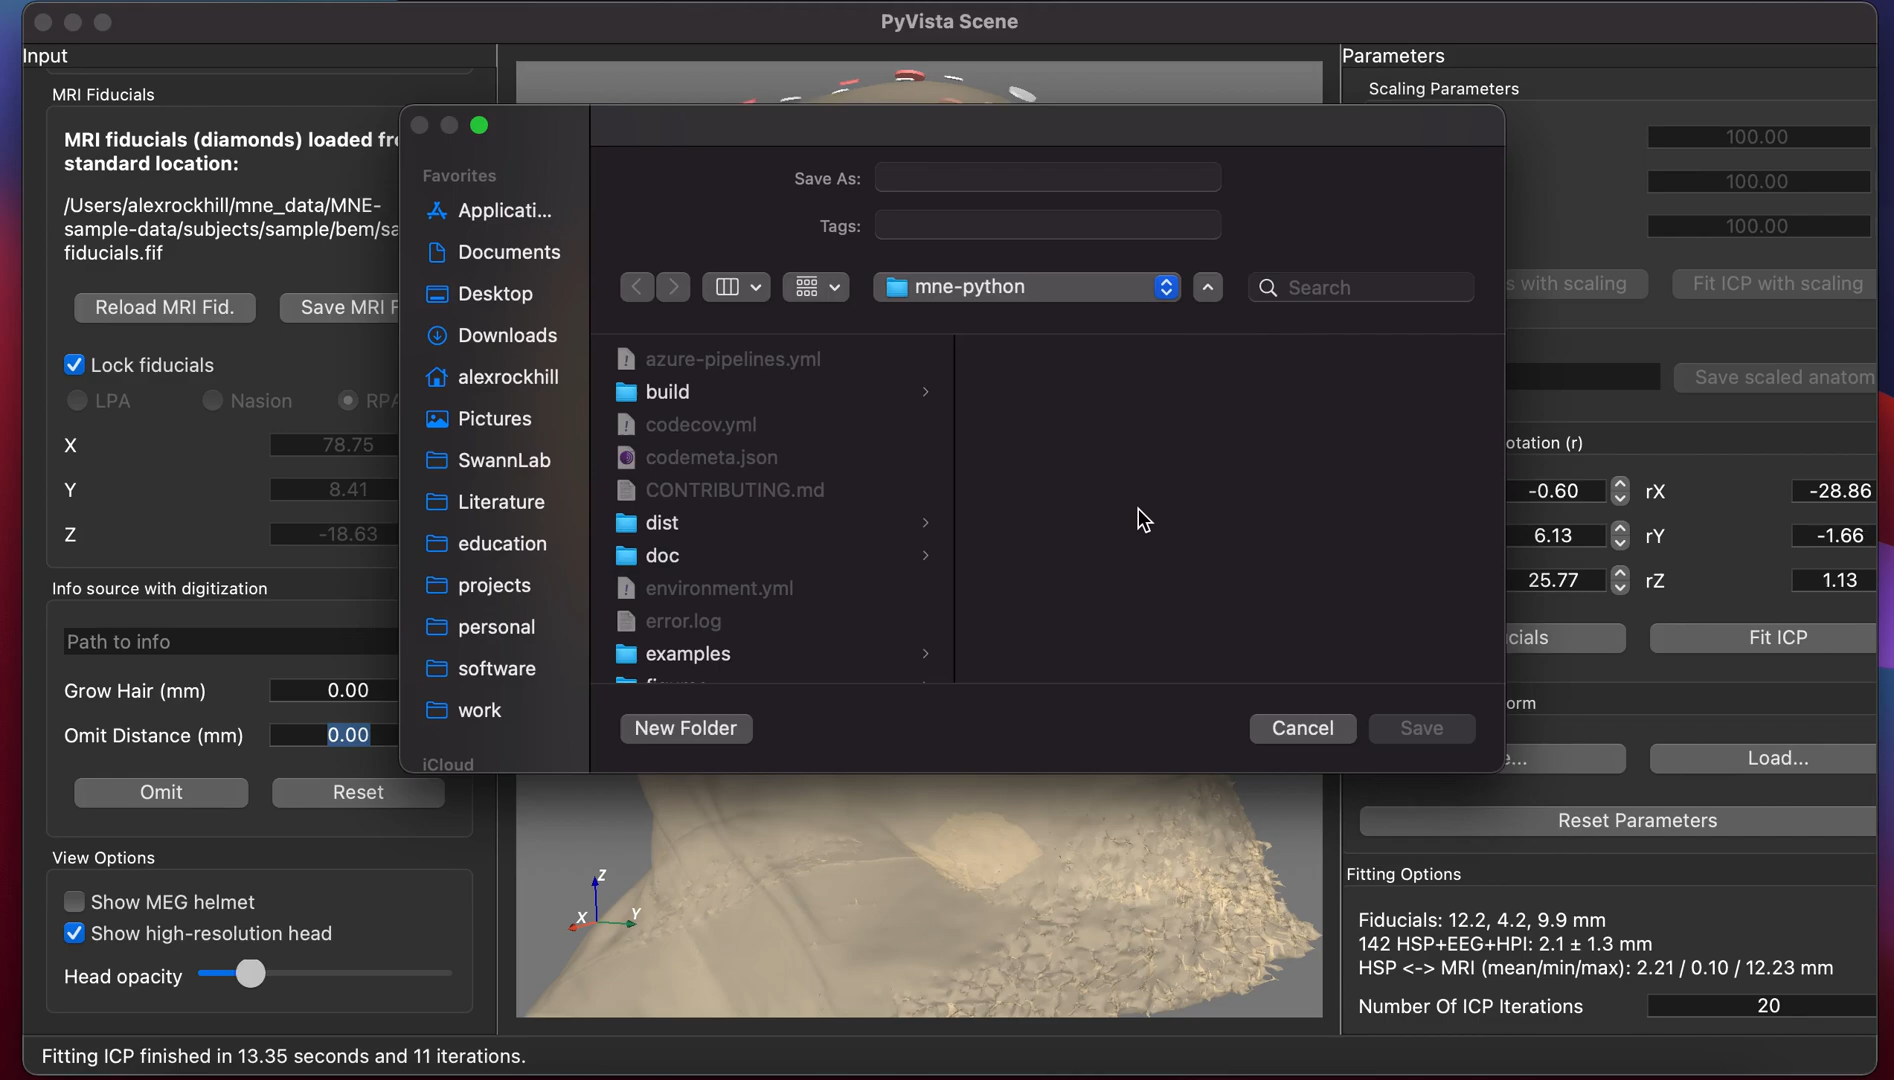 PyVista Scene
Input
MRI Fiducials
MRI fiducials (diamonds) loaded
standard location:
/Users/alexrockhill/mne_data/MNE-
sample-data/subjects/sample/bem/sa
fiducials.fif
Reload MRI Fid.
Save MRI F
Lock fiducials
LPA
Nasion
RPA
X
78.75
Y
8.41
Z
-18.63
Info source with digitization
Path to info
Grow Hair (mm)
0.00
Omit Distance (mm)
0.00
Omit
Reset
View Options
Show MEG helmet
Show high-resolution head
Head opacity
Fitting ICP finished in 13.35 seconds and 11 iterations.
Favorites
Applicati...
Documents
Desktop
Downloads
alexrockhill
Pictures
SwannLab
Literature
education
projects
personal
software
work
iCloud
Save As:
Tags:
mne-python
Search
azure-pipelines.yml
build
codecov.yml
codemeta.json
CONTRIBUTING.md
dist
doc
environment.yml
error.log
examples
New Folder
Cancel
Save
Z
X
Y
Parameters
Scaling Parameters
100.00
100.00
100.00
s with scaling
Fit ICP with scaling
Save scaled anatom
otation (r)
-0.60
rX
-28.86
6.13
rY
-1.66
25.77
rZ
1.13
cials
Fit ICP
orm
e...
Load...
Reset Parameters
Fitting Options
Fiducials: 12.2, 4.2, 9.9 mm
142 HSP+EEG+HPI: 2.1 ± 1.3 mm
HSP <-> MRI (mean/min/max): 2.21 / 0.10 / 12.23 mm
Number Of ICP Iterations
20